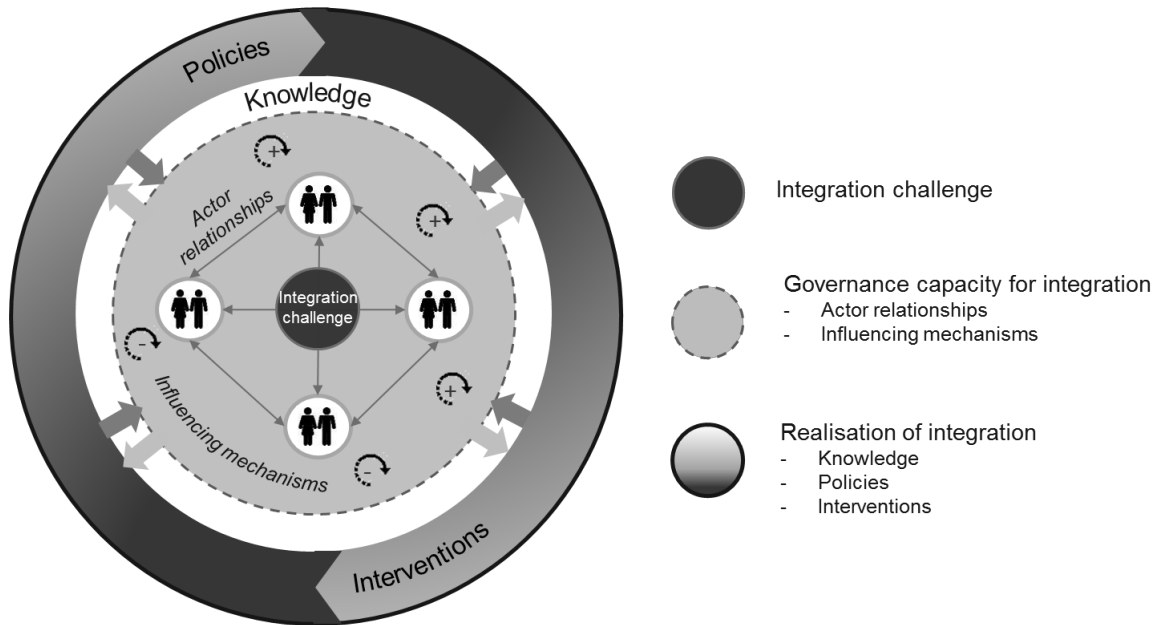 Policies
Knowledge
+
+
Actor
relationships
Integration
challenge
-
+
Influencing mechanisms
-
Interventions
Integration challenge
Governance capacity for integration
- Actor relationships
- Influencing mechanisms
Realisation of integration
- Knowledge
- Policies
- Interventions